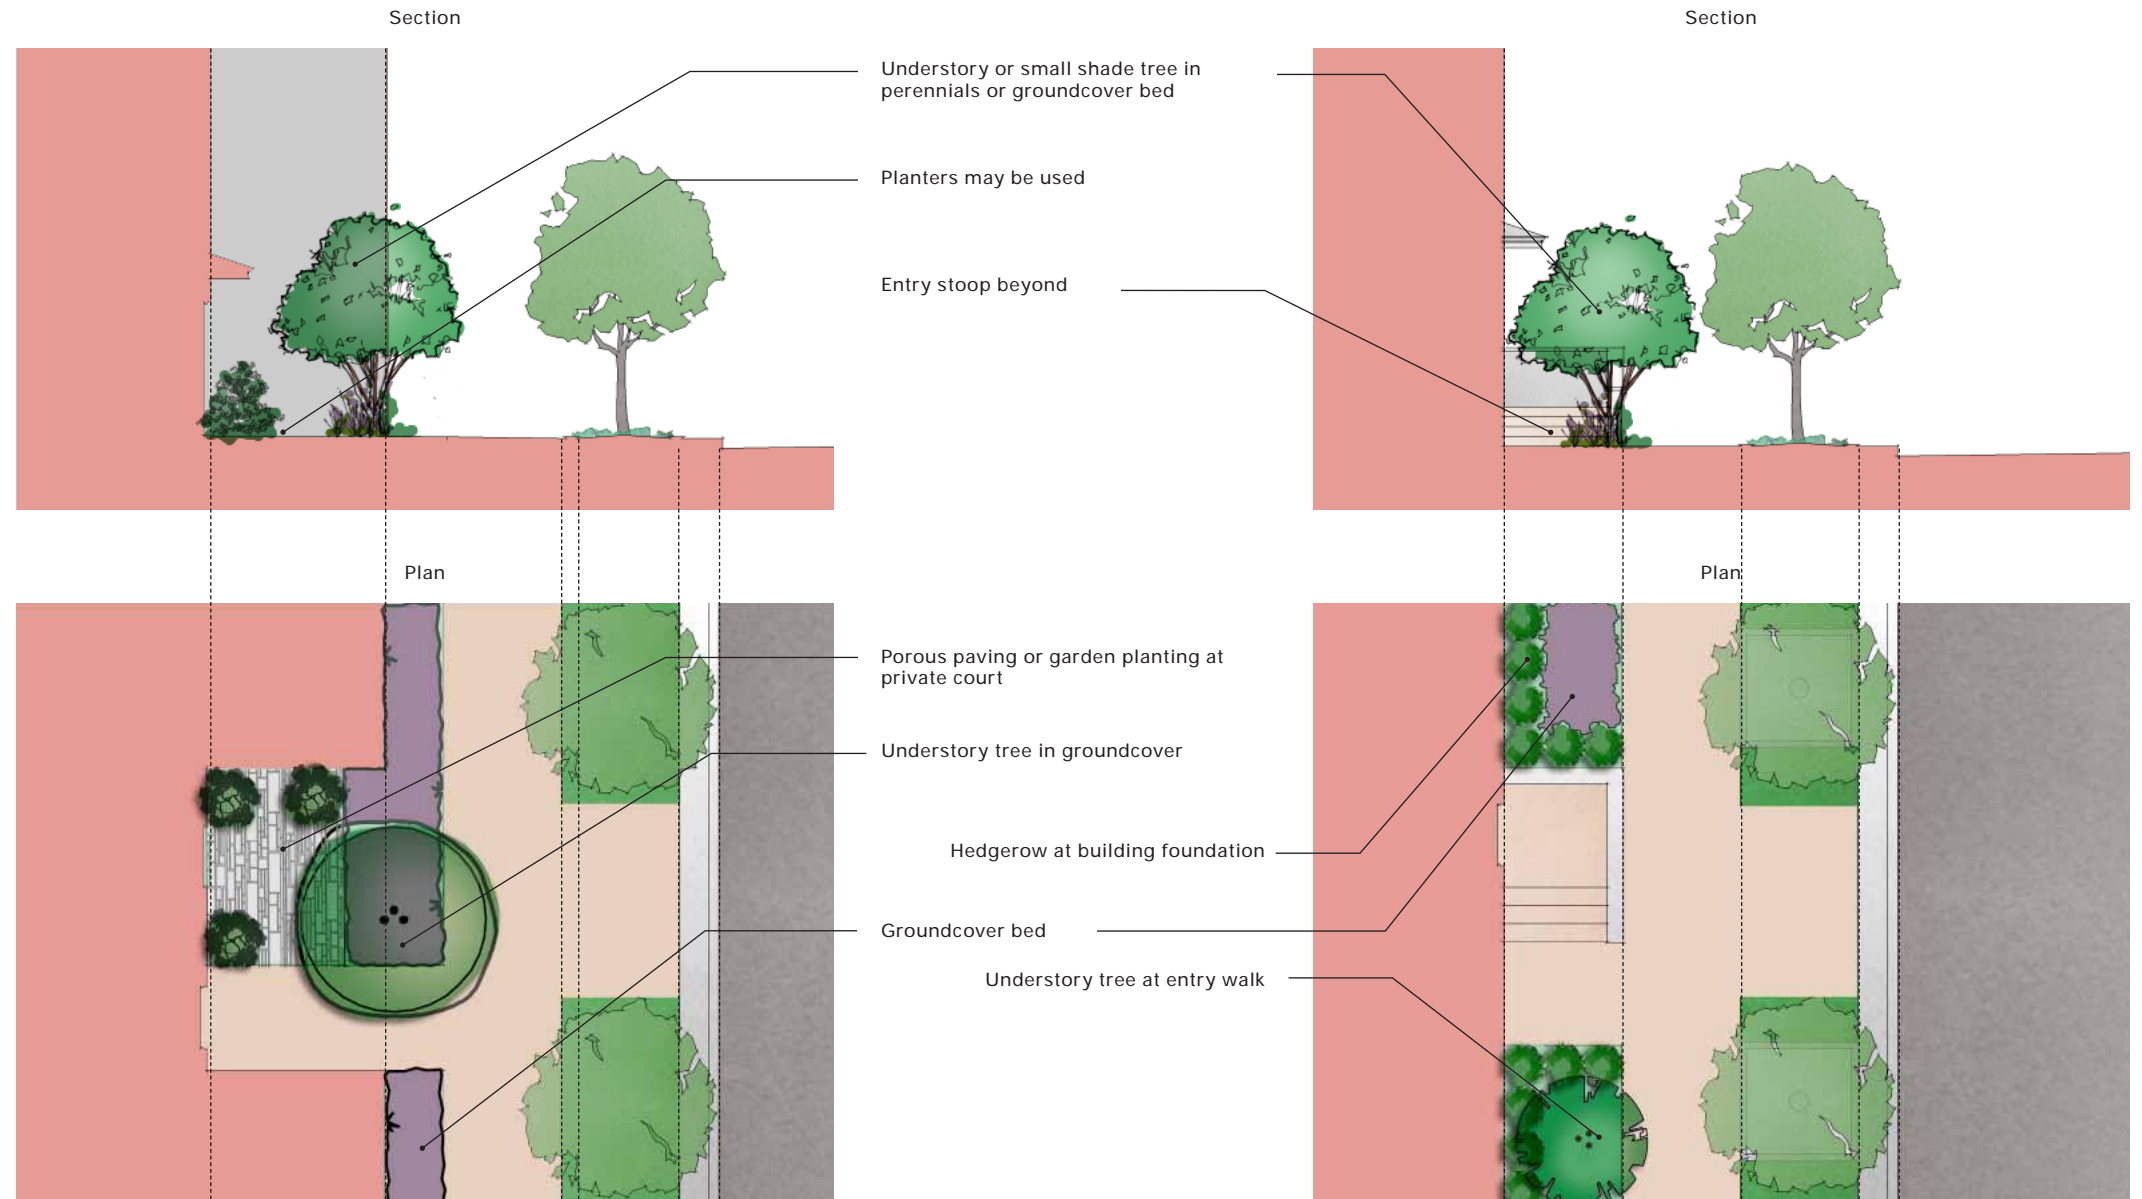 Section
Section
Understory or small shade tree in
perennials or groundcover bed
Planters may be used
Entry stoop beyond
Plan
Plan
Porous paving or garden planting at
private court
Understory tree in groundcover
Hedgerow at building foundation
Groundcover bed
Understory tree at entry walk